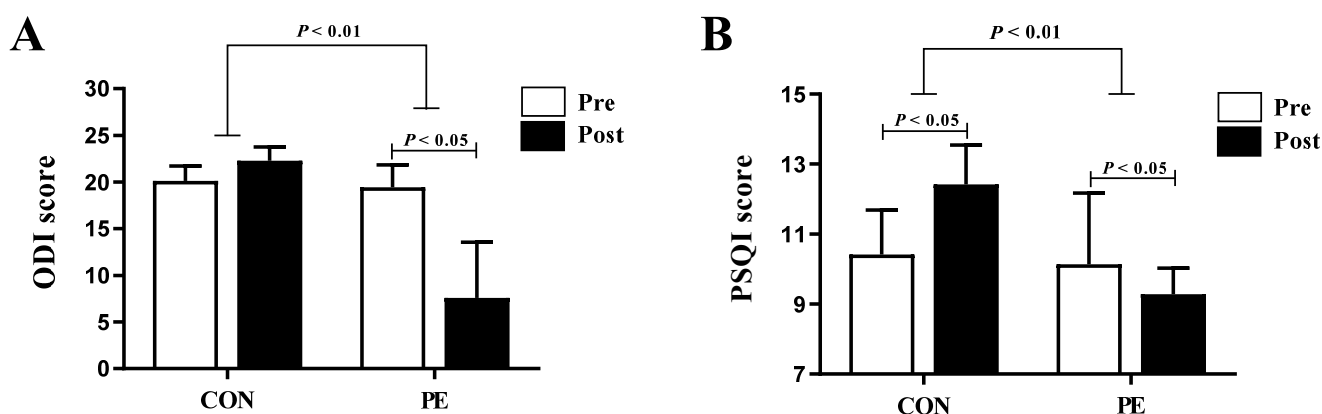 A
P < 0.01
ODI score
30
25
20
15
10
5
0
P < 0.05
Pre
Post
CON
PE
B
P < 0.01
PSQI score
15
13
11
9
7
P < 0.05
P < 0.05
Pre
Post
CON
PE